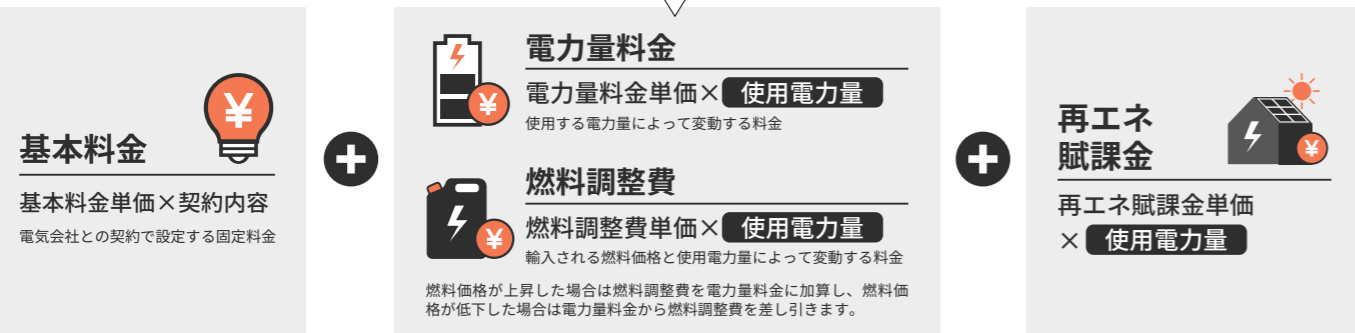 基本料金
¥
基本料金単価×契約内容
電気会社との契約で設定する固定料金
+
電力量料金
¥
電力量料金単価× 使用電力量
使用する電力量によって変動する料金
燃料調整費
¥
燃料調整費単価× 使用電力量
輸入される燃料価格と使用電力量によって変動する料金
燃料価格が上昇した場合は燃料調整費を電力量料金に加算し、燃料価
格が低下した場合は電力量料金から燃料調整費を差し引きます。
+
再エネ
賦課金
¥
再エネ賦課金単価
× 使用電力量